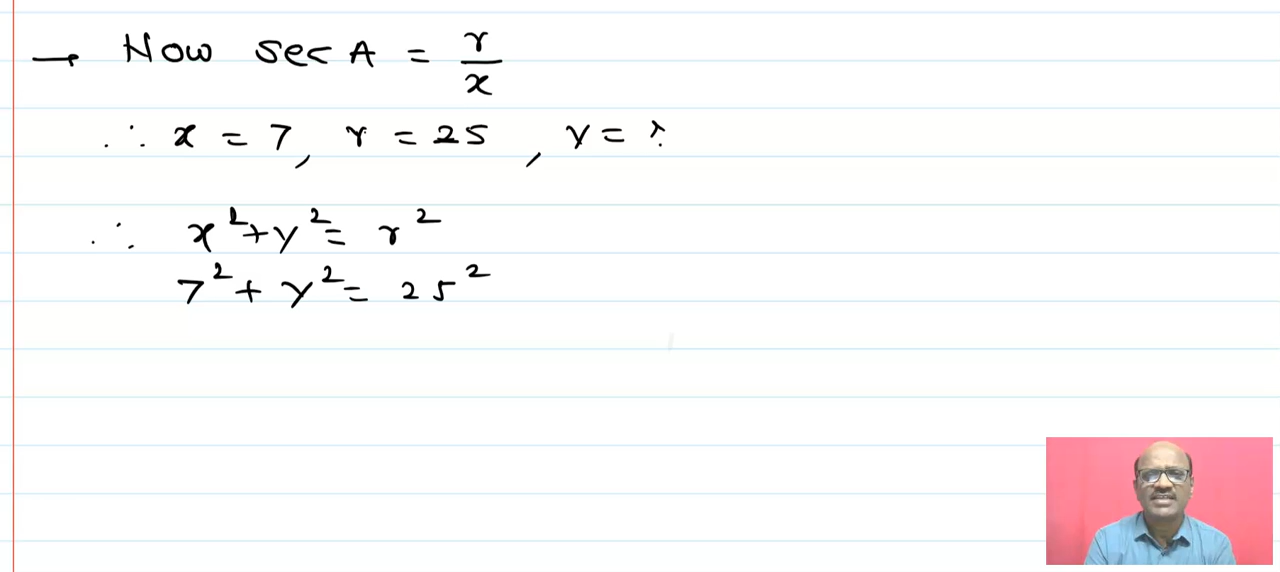 → Now sec A = r/x
∴ x = 7, r = 25, y = ?
∴ x² + y² = r²
7² + y² = 25²